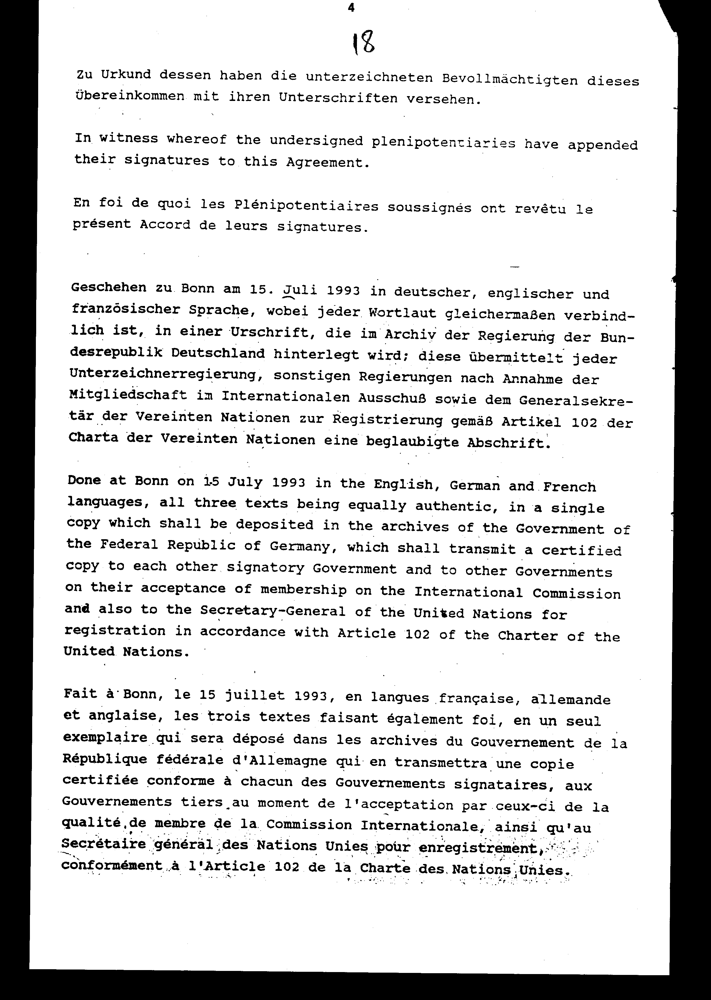 4
18
Zu Urkund dessen haben die unterzeichneten Bevollmächtigten dieses
Übereinkommen mit ihren Unterschriften versehen.
In witness whereof the undersigned plenipotentiaries have appended
their signatures to this Agreement.
En foi de quoi les Plénipotentiaires soussignés ont revêtu le
présent Accord de leurs signatures.
Geschehen zu Bonn am 15. Juli 1993 in deutscher, englischer und
französischer Sprache, wobei jeder Wortlaut gleichermaßen verbind-
lich ist, in einer Urschrift, die im Archiv der Regierung der Bun-
desrepublik Deutschland hinterlegt wird; diese übermittelt jeder
Unterzeichnerregierung, sonstigen Regierungen nach Annahme der
Mitgliedschaft im Internationalen Ausschuß sowie dem Generalsekre-
tär der Vereinten Nationen zur Registrierung gemäß Artikel 102 der
Charta der Vereinten Nationen eine beglaubigte Abschrift.
Done at Bonn on 15 July 1993 in the English, German and French
languages, all three texts being equally authentic, in a single
copy which shall be deposited in the archives of the Government of
the Federal Republic of Germany, which shall transmit a certified
copy to each other signatory Government and to other Governments
on their acceptance of membership on the International Commission
and also to the Secretary-General of the United Nations for
registration in accordance with Article 102 of the Charter of the
United Nations.
Fait à Bonn, le 15 juillet 1993, en langues française, allemande
et anglaise, les trois textes faisant également foi, en un seul
exemplaire qui sera déposé dans les archives du Gouvernement de la
République fédérale d'Allemagne qui en transmettra une copie
certifiée conforme à chacun des Gouvernements signataires, aux
Gouvernements tiers au moment de l'acceptation par ceux-ci de la
qualité de membre de la Commission Internationale, ainsi qu'au
Secrétaire général des Nations Unies pour enregistrement,
conformément à l'Article 102 de la Charte des Nations Unies.